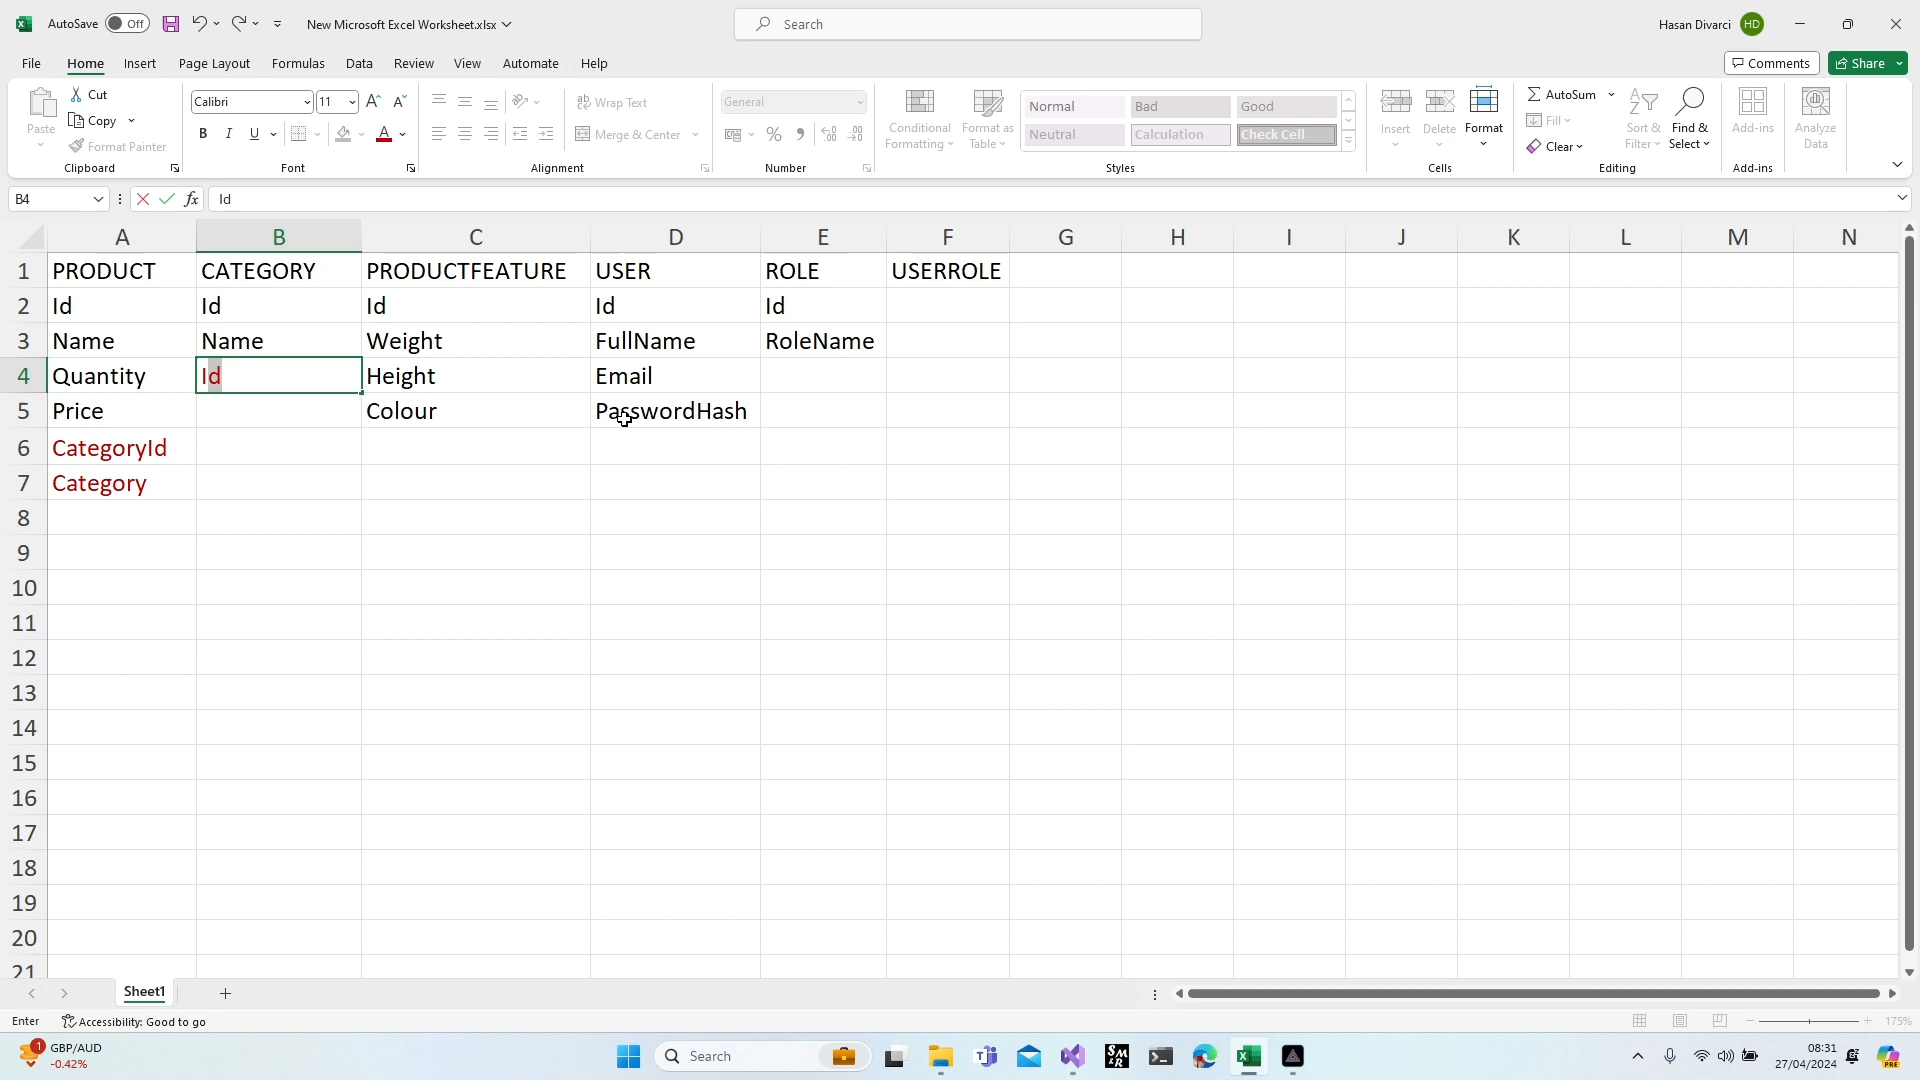 AutoSave Off New Microsoft Excel Worksheet.xlsx Search Hasan Divarci HD
File Home Insert Page Layout Formulas Data Review View Automate Help Comments Share
Paste Cut Copy Format Painter Clipboard
Calibri 11 B I U A Font
Wrap Text Merge & Center Alignment
General % Number
Conditional Formatting Format as Table Normal Bad Good Neutral Calculation Check Cell Styles
Insert Delete Format Cells
AutoSum Fill Clear Sort & Filter Find & Select Editing
Add-ins Add-ins
Analyze Data
B4 fx Id
A B C D E F G H I J K L M N
1 PRODUCT CATEGORY PRODUCTFEATURE USER ROLE USERROLE
2 Id Id Id Id Id
3 Name Name Weight FullName RoleName
4 Quantity Id Height Email
5 Price Colour PasswordHash
6 CategoryId
7 Category
8
9
10
11
12
13
14
15
16
17
18
19
20
21
Sheet1
Enter Accessibility: Good to go 175%
1 GBP/AUD
-0.42%
Search
08:31
27/04/2024
PRE